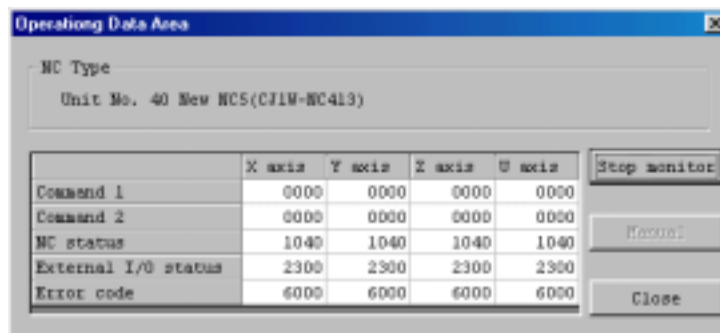 Operationg Data Area
NC Type
Unit No. 40 New NC5(CJ1W-NC413)
X axis Y axis Z axis U axis
Stop monitor
Command 1 0000 0000 0000 0000
Command 2 0000 0000 0000 0000
Manual
NC status 1040 1040 1040 1040
External I/O status 2300 2300 2300 2300
Error code 6000 6000 6000 6000
Close